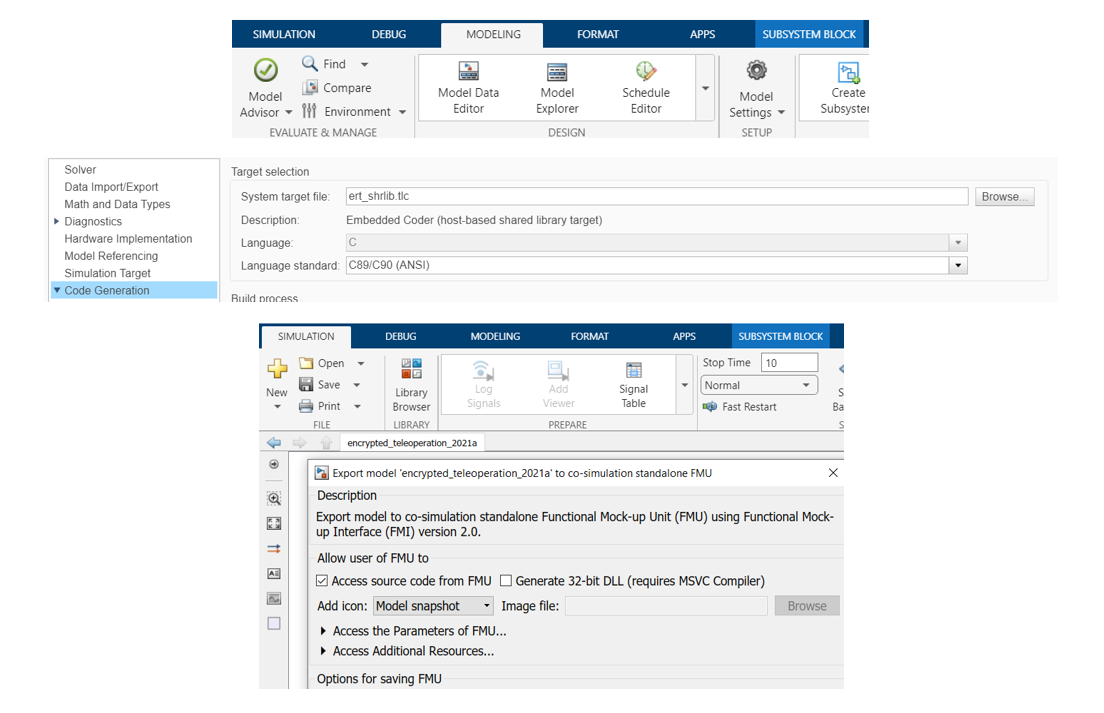 SIMULATION DEBUG MODELING FORMAT APPS SUBSYSTEM BLOCK
Model Advisor
Find
Compare
Environment
EVALUATE & MANAGE
Model Data Editor
Model Explorer
Schedule Editor
DESIGN
Model Settings
SETUP
Create
Subsyster
Solver
Data Import/Export
Math and Data Types
Diagnostics
Hardware Implementation
Model Referencing
Simulation Target
Code Generation
Target selection
System target file: ert_shrlib.tlc Browse...
Description: Embedded Coder (host-based shared library target)
Language: C
Language standard: C89/C90 (ANSI)
Build process
SIMULATION DEBUG MODELING FORMAT APPS SUBSYSTEM BLOCK
New
Open
Save
Print
FILE
Library Browser
LIBRARY
Log Signals
Add Viewer
Signal Table
PREPARE
Stop Time 10
Normal
Fast Restart
S
Ba
S
encrypted_teleoperation_2021a
Export model 'encrypted_teleoperation_2021a' to co-simulation standalone FMU
Description
Export model to co-simulation standalone Functional Mock-up Unit (FMU) using Functional Mock-
up Interface (FMI) version 2.0.
Allow user of FMU to
Access source code from FMU Generate 32-bit DLL (requires MSVC Compiler)
Add icon: Model snapshot Image file: Browse
Access the Parameters of FMU...
Access Additional Resources...
Options for saving FMU